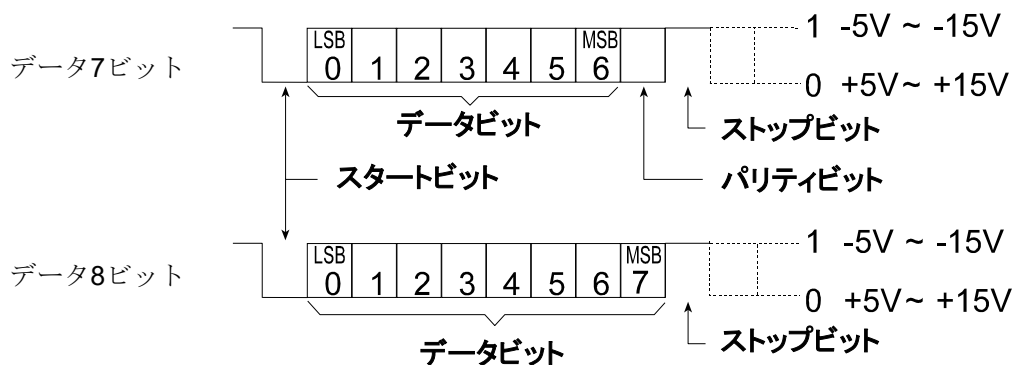 1 -5V ~ -15V
データ7ビット
LSB MSB
0 1 2 3 4 5 6
0 +5V ~ +15V
データビット
ストップビット
スタートビット
パリティビット
1 -5V ~ -15V
データ8ビット
LSB MSB
0 1 2 3 4 5 6 7
0 +5V~ +15V
データビット
ストップビット